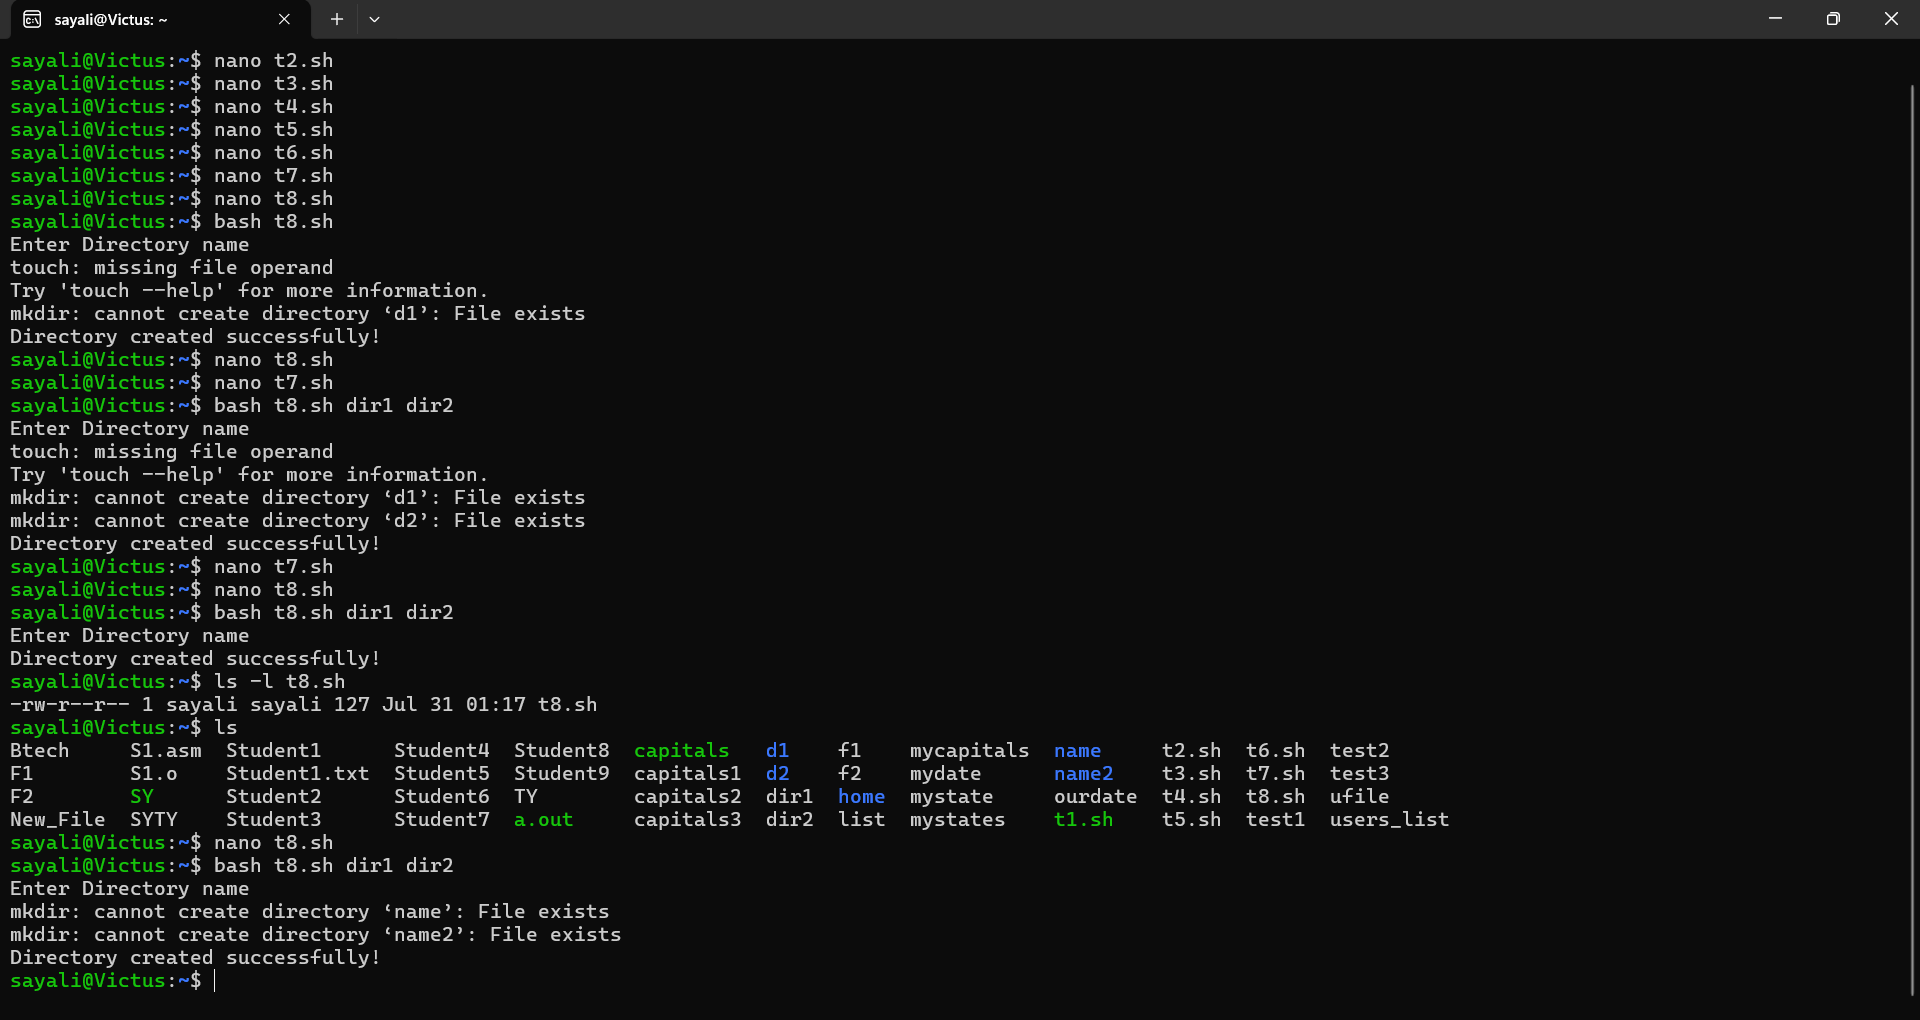 sayali@Victus: ~
sayali@Victus:~$ nano t2.sh
sayali@Victus:~$ nano t3.sh
sayali@Victus:~$ nano t4.sh
sayali@Victus:~$ nano t5.sh
sayali@Victus:~$ nano t6.sh
sayali@Victus:~$ nano t7.sh
sayali@Victus:~$ nano t8.sh
sayali@Victus:~$ bash t8.sh
Enter Directory name
touch: missing file operand
Try 'touch --help' for more information.
mkdir: cannot create directory ‘d1’: File exists
Directory created successfully!
sayali@Victus:~$ nano t8.sh
sayali@Victus:~$ nano t7.sh
sayali@Victus:~$ bash t8.sh dir1 dir2
Enter Directory name
touch: missing file operand
Try 'touch --help' for more information.
mkdir: cannot create directory ‘d1’: File exists
mkdir: cannot create directory ‘d2’: File exists
Directory created successfully!
sayali@Victus:~$ nano t7.sh
sayali@Victus:~$ nano t8.sh
sayali@Victus:~$ bash t8.sh dir1 dir2
Enter Directory name
Directory created successfully!
sayali@Victus:~$ ls -l t8.sh
-rw-r--r-- 1 sayali sayali 127 Jul 31 01:17 t8.sh
sayali@Victus:~$ ls
Btech     S1.asm  Student1      Student4  Student8  capitals   d1    f1    mycapitals  name      t2.sh  t6.sh  test2
F1        S1.o    Student1.txt  Student5  Student9  capitals1  d2    f2    mydate      name2     t3.sh  t7.sh  test3
F2        SY      Student2      Student6  TY        capitals2  dir1  home  mystate     ourdate   t4.sh  t8.sh  ufile
New_File  SYTY    Student3      Student7  a.out     capitals3  dir2  list  mystates    t1.sh     t5.sh  test1  users_list
sayali@Victus:~$ nano t8.sh
sayali@Victus:~$ bash t8.sh dir1 dir2
Enter Directory name
mkdir: cannot create directory ‘name’: File exists
mkdir: cannot create directory ‘name2’: File exists
Directory created successfully!
sayali@Victus:~$